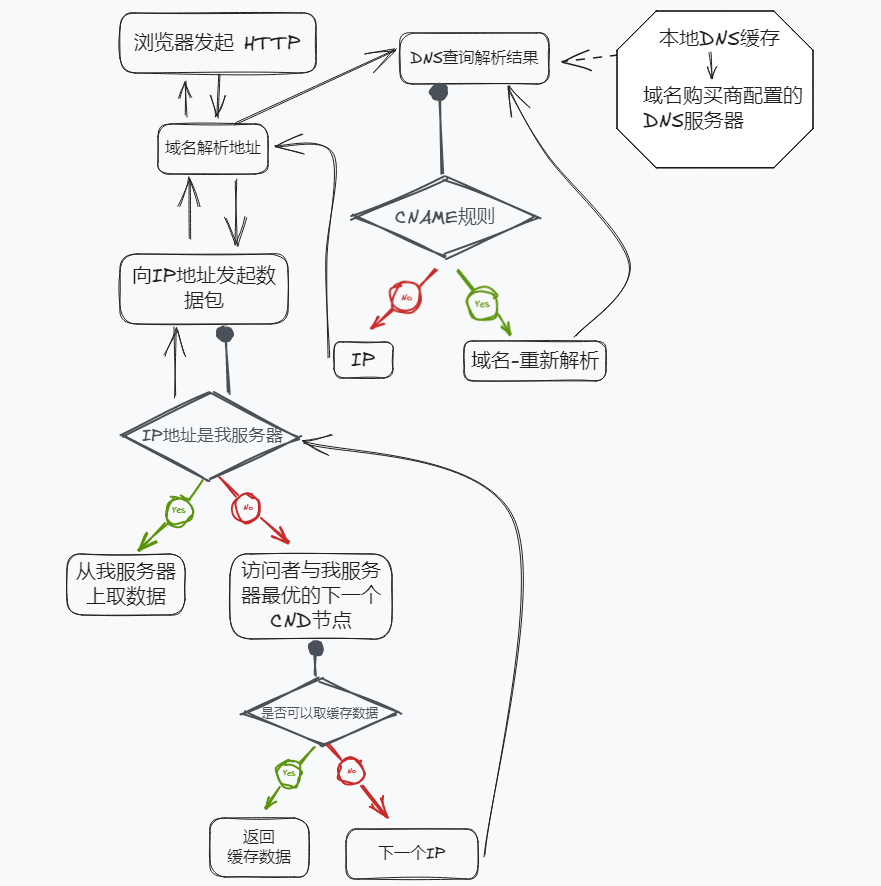 浏览器发起 HTTP
DNS查询解析结果
本地DNS缓存
域名购买商配置的
DNS服务器
域名解析地址
CNAME规则
向IP地址发起数
据包
No
Yes
IP
域名-重新解析
IP地址是我服务器
Yes
No
从我服务器
上取数据
访问者与我服务
器最优的下一个
CND节点
是否可以取缓存数据
Yes
No
返回
缓存数据
下一个IP